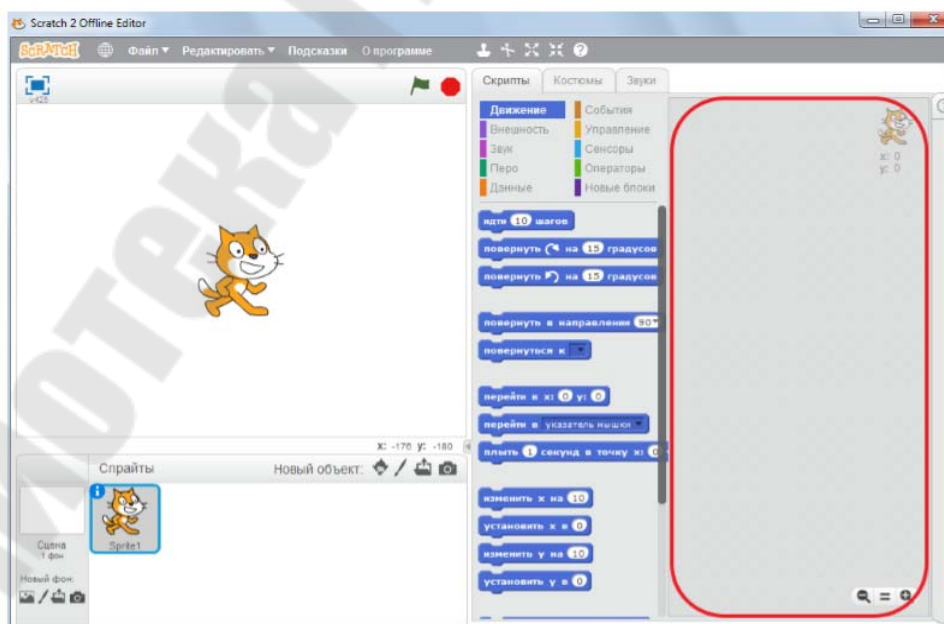 Scratch 2 Offline Editor
SCRATCH Файл Редактировать Подсказки О программе
v426
Скрипты Костюмы Звуки
Движение События
Внешность Управление
Звук Сенсоры
Перо Операторы
Данные Новые блоки
x: 0
y: 0
идти 10 шагов
повернуть на 15 градусов
повернуть на 15 градусов
повернуть в направлении 90
повернуться к
перейти в x: 0 y: 0
перейти в указатель мышки
плыть 1 секунд в точку x: 0
изменить x на 10
установить x в 0
изменить y на 10
установить y в 0
x: -176 y: -180
Спрайты Новый объект:
Sprite1
Сцена
1 фон
Новый фон: